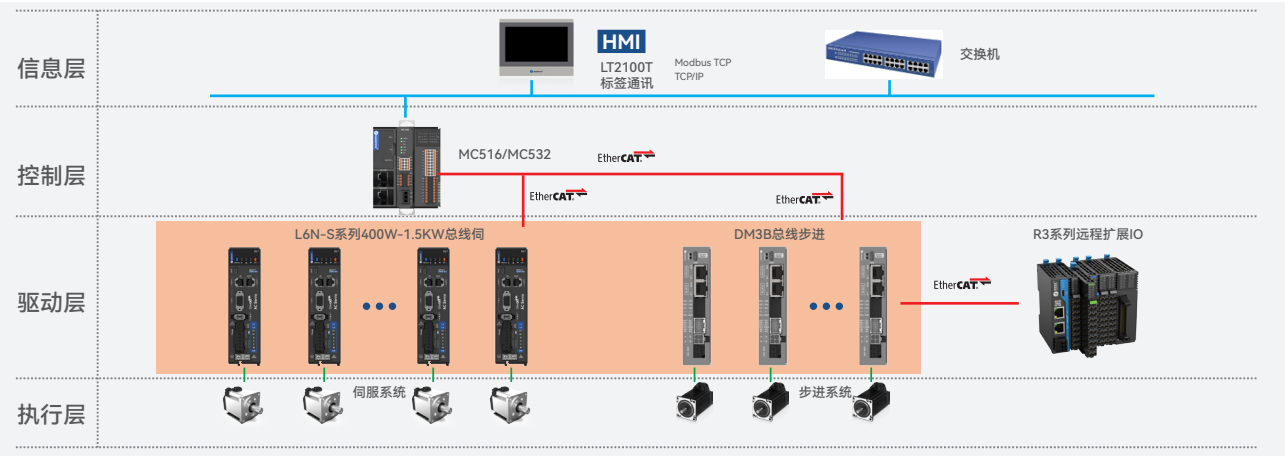 信息层
HMI
LT2100T
标签通讯
Modbus TCP
TCP/IP
交换机
控制层
MC516/MC532
EtherCAT
EtherCAT
EtherCAT
驱动层
L6N-S系列400W-1.5KW总线伺
DM3B总线步进
R3系列远程扩展IO
EtherCAT
执行层
伺服系统
步进系统